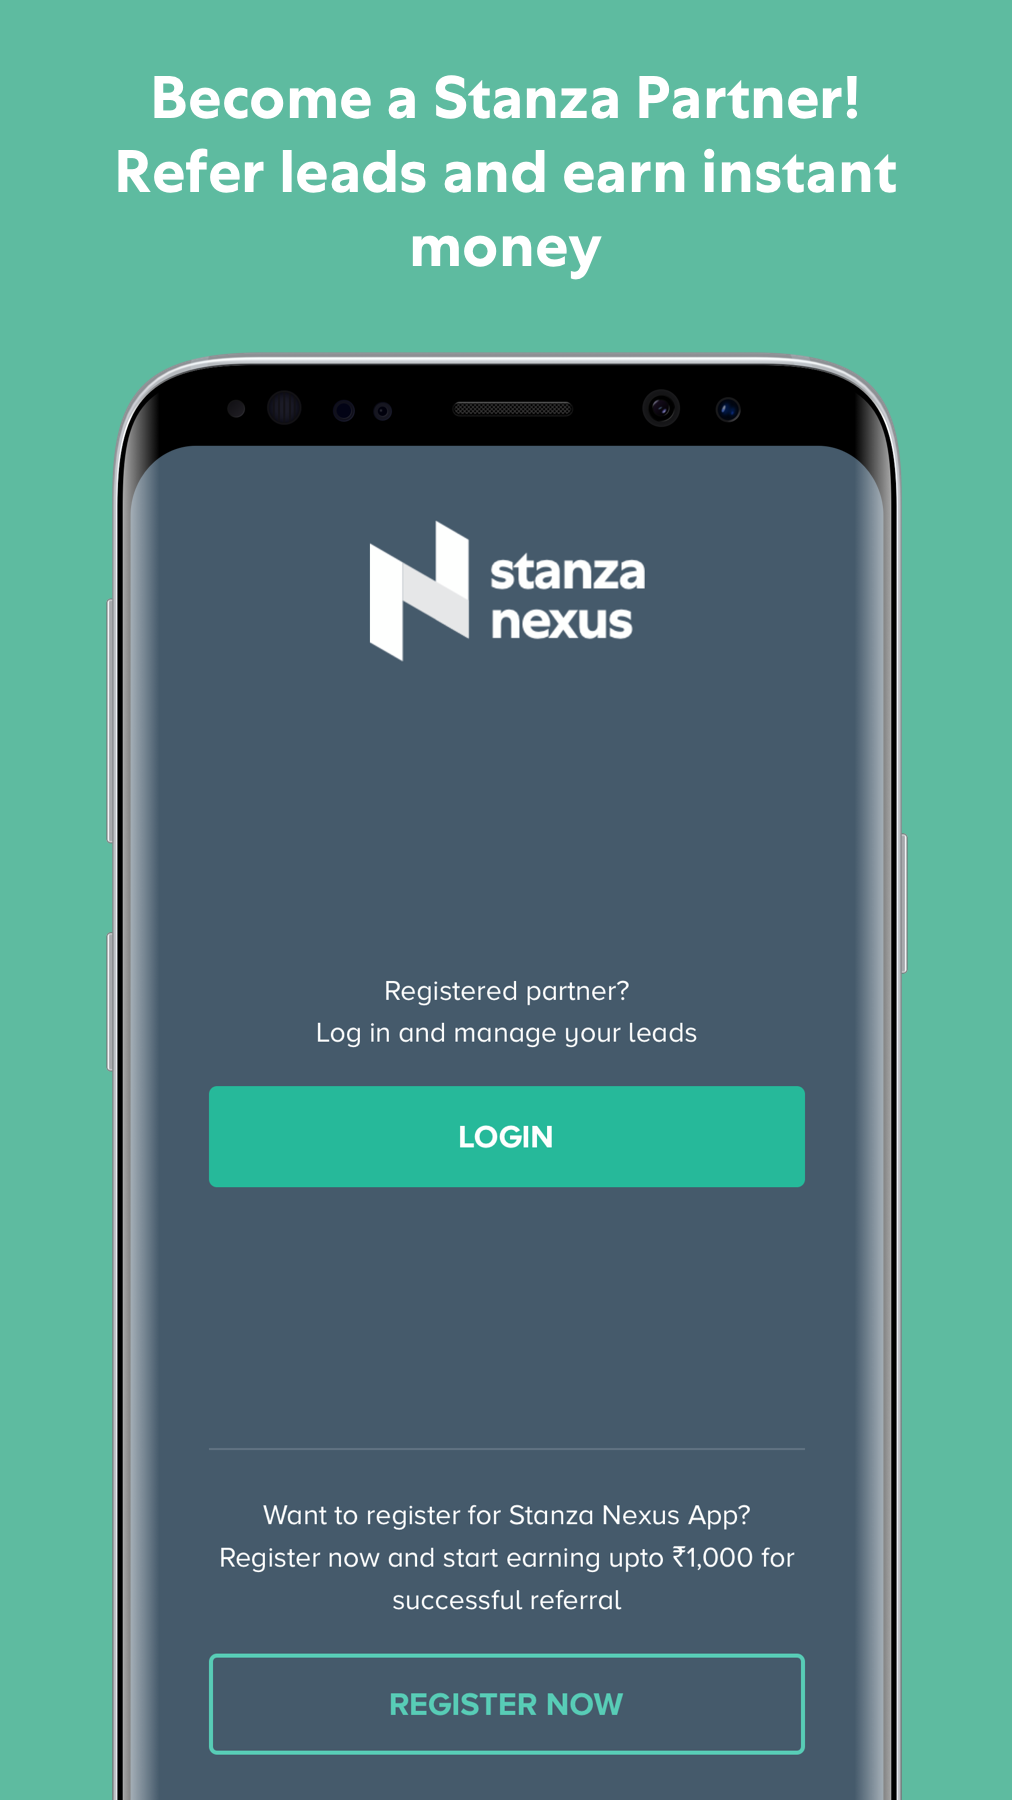 Become a Stanza Partner!
Refer leads and earn instant
money
stanza
nexus
Registered partner?
Log in and manage your leads
LOGIN
Want to register for Stanza Nexus App?
Register now and start earning upto ₹1,000 for
successful referral
REGISTER NOW